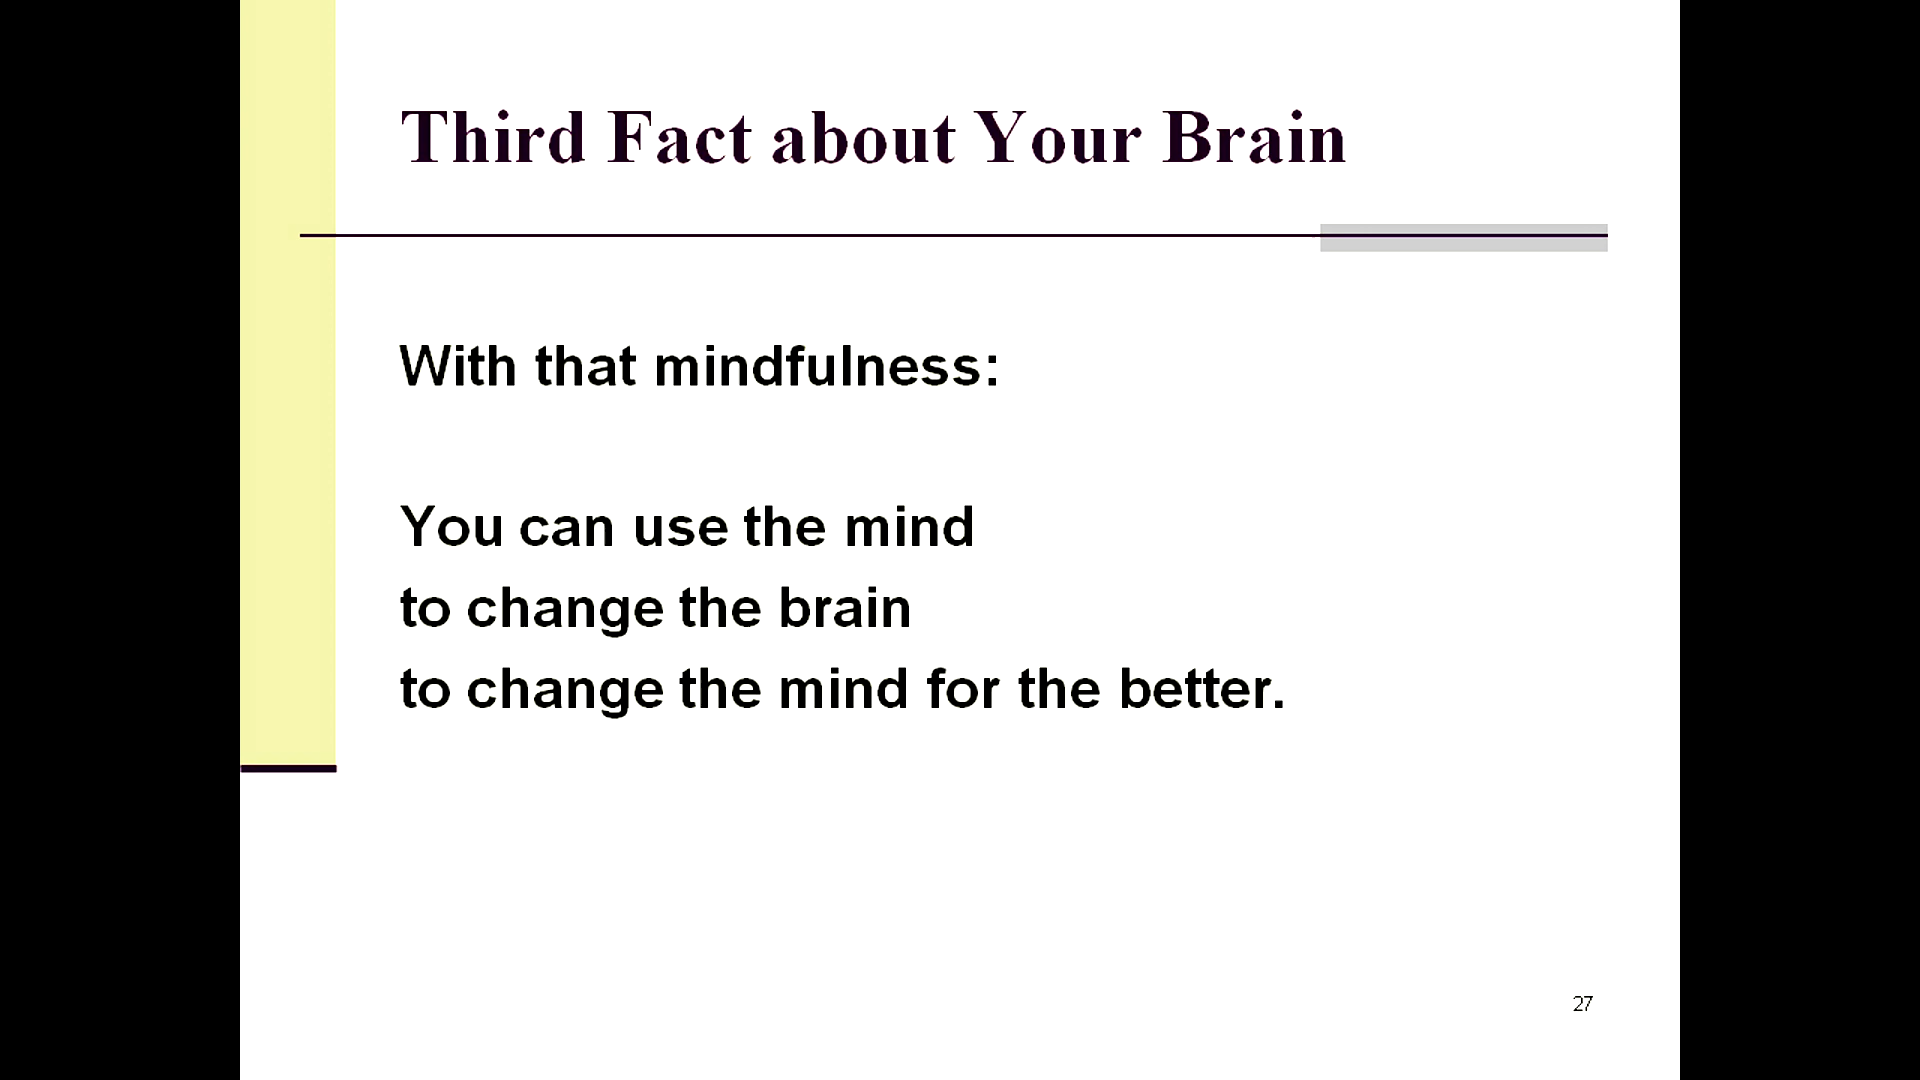 Third Fact about Your Brain
With that mindfulness:
You can use the mind
to change the brain
to change the mind for the better.
27